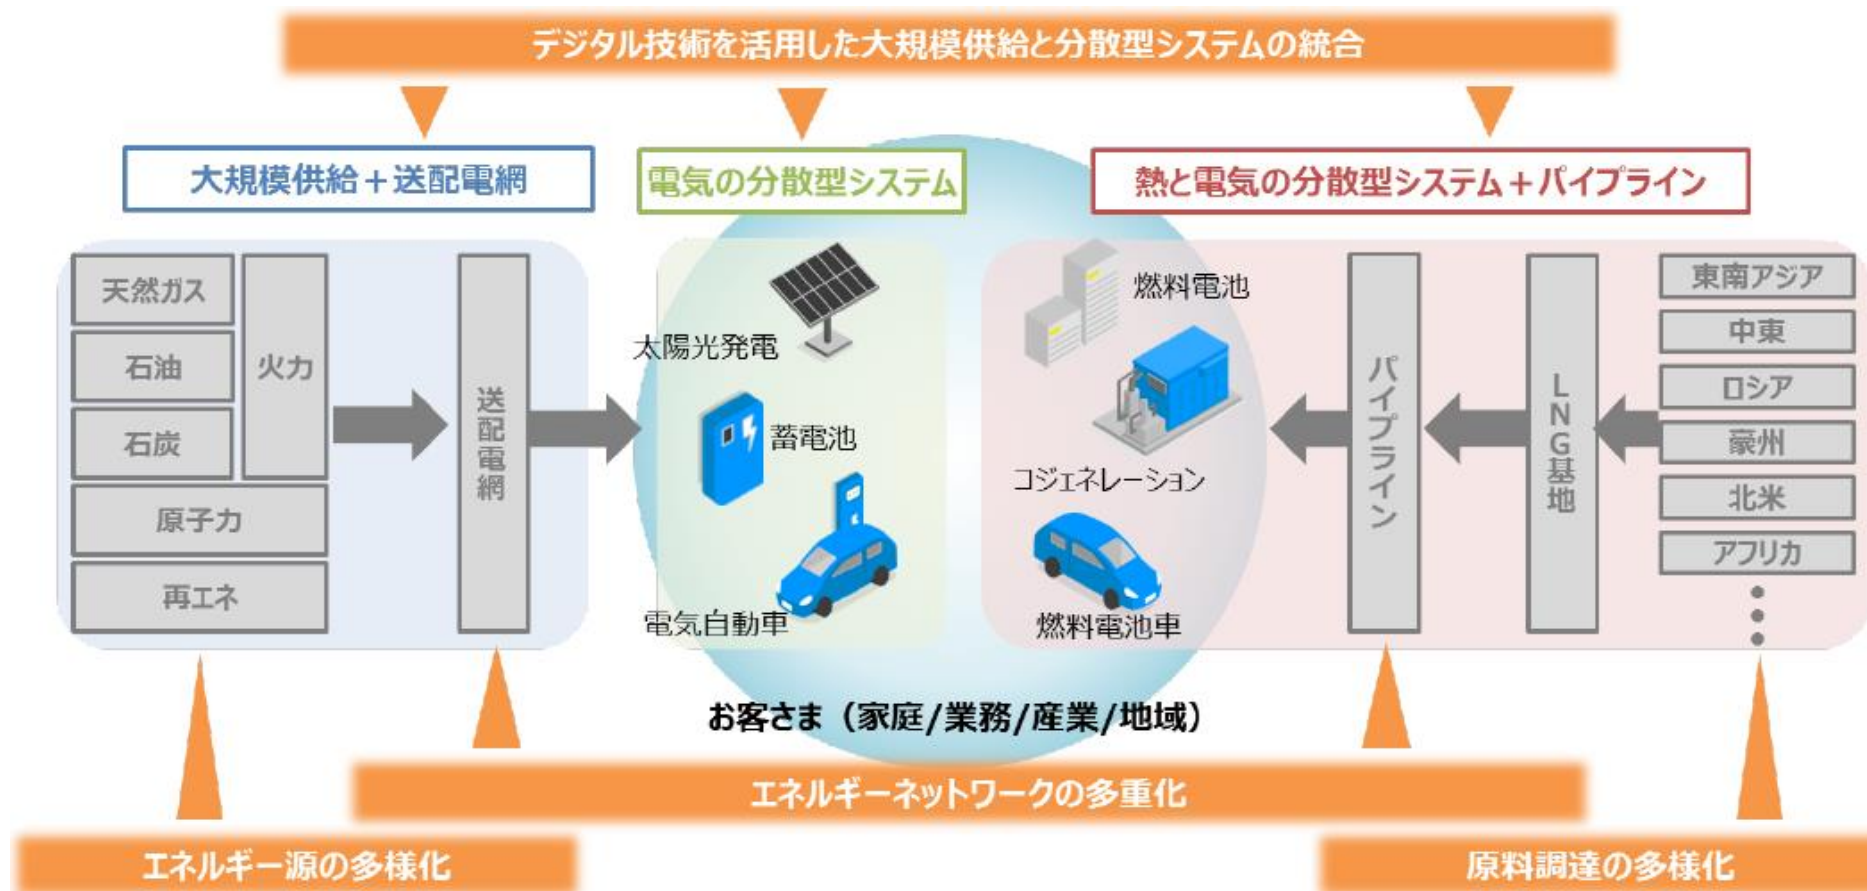 デジタル技術を活用した大規模供給と分散型システムの統合
大規模供給＋送配電網
電気の分散型システム
熱と電気の分散型システム＋パイプライン
天然ガス
石油
石炭
火力
原子力
再エネ
送配電網
太陽光発電
蓄電池
電気自動車
燃料電池
コジェネレーション
燃料電池車
パイプライン
LNG基地
東南アジア
中東
ロシア
豪州
北米
アフリカ
お客さま（家庭/業務/産業/地域）
エネルギーネットワークの多重化
エネルギー源の多様化
原料調達の多様化